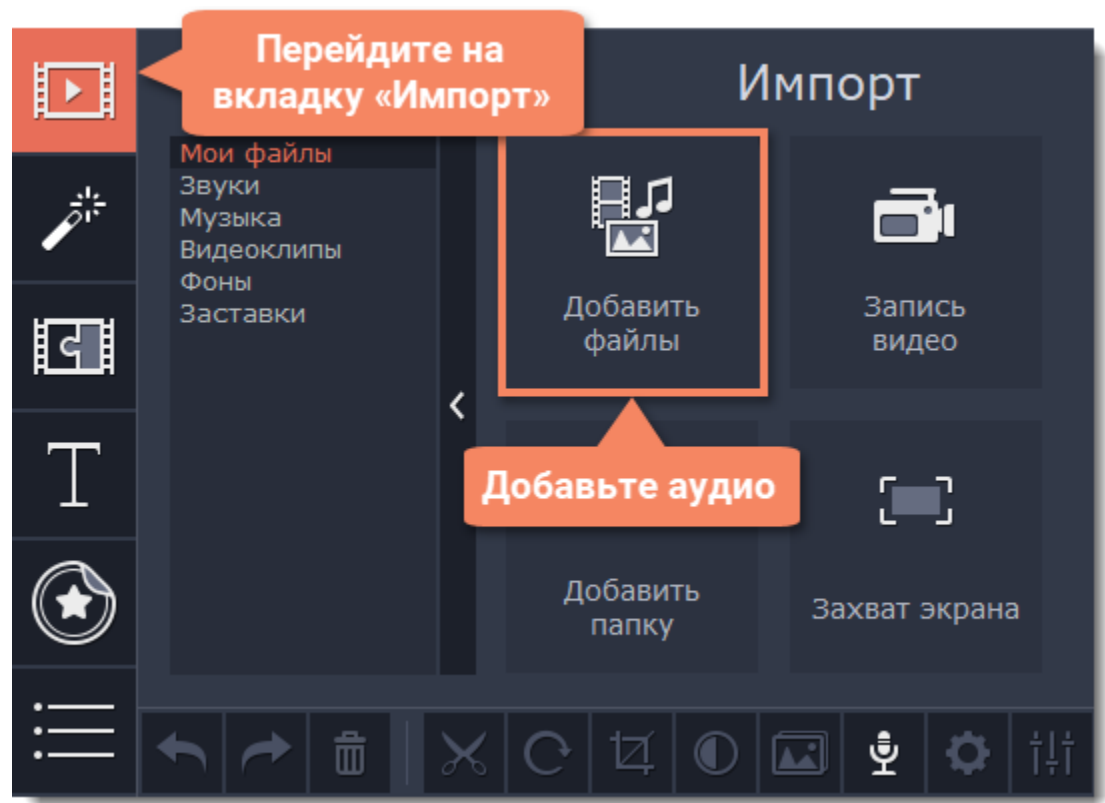 Перейдите на
вкладку «Импорт»
Импорт
Мои файлы
Звуки
Музыка
Видеоклипы
Фоны
Заставки
Добавить
файлы
Запись
видео
Добавьте аудио
Добавить
папку
Захват экрана